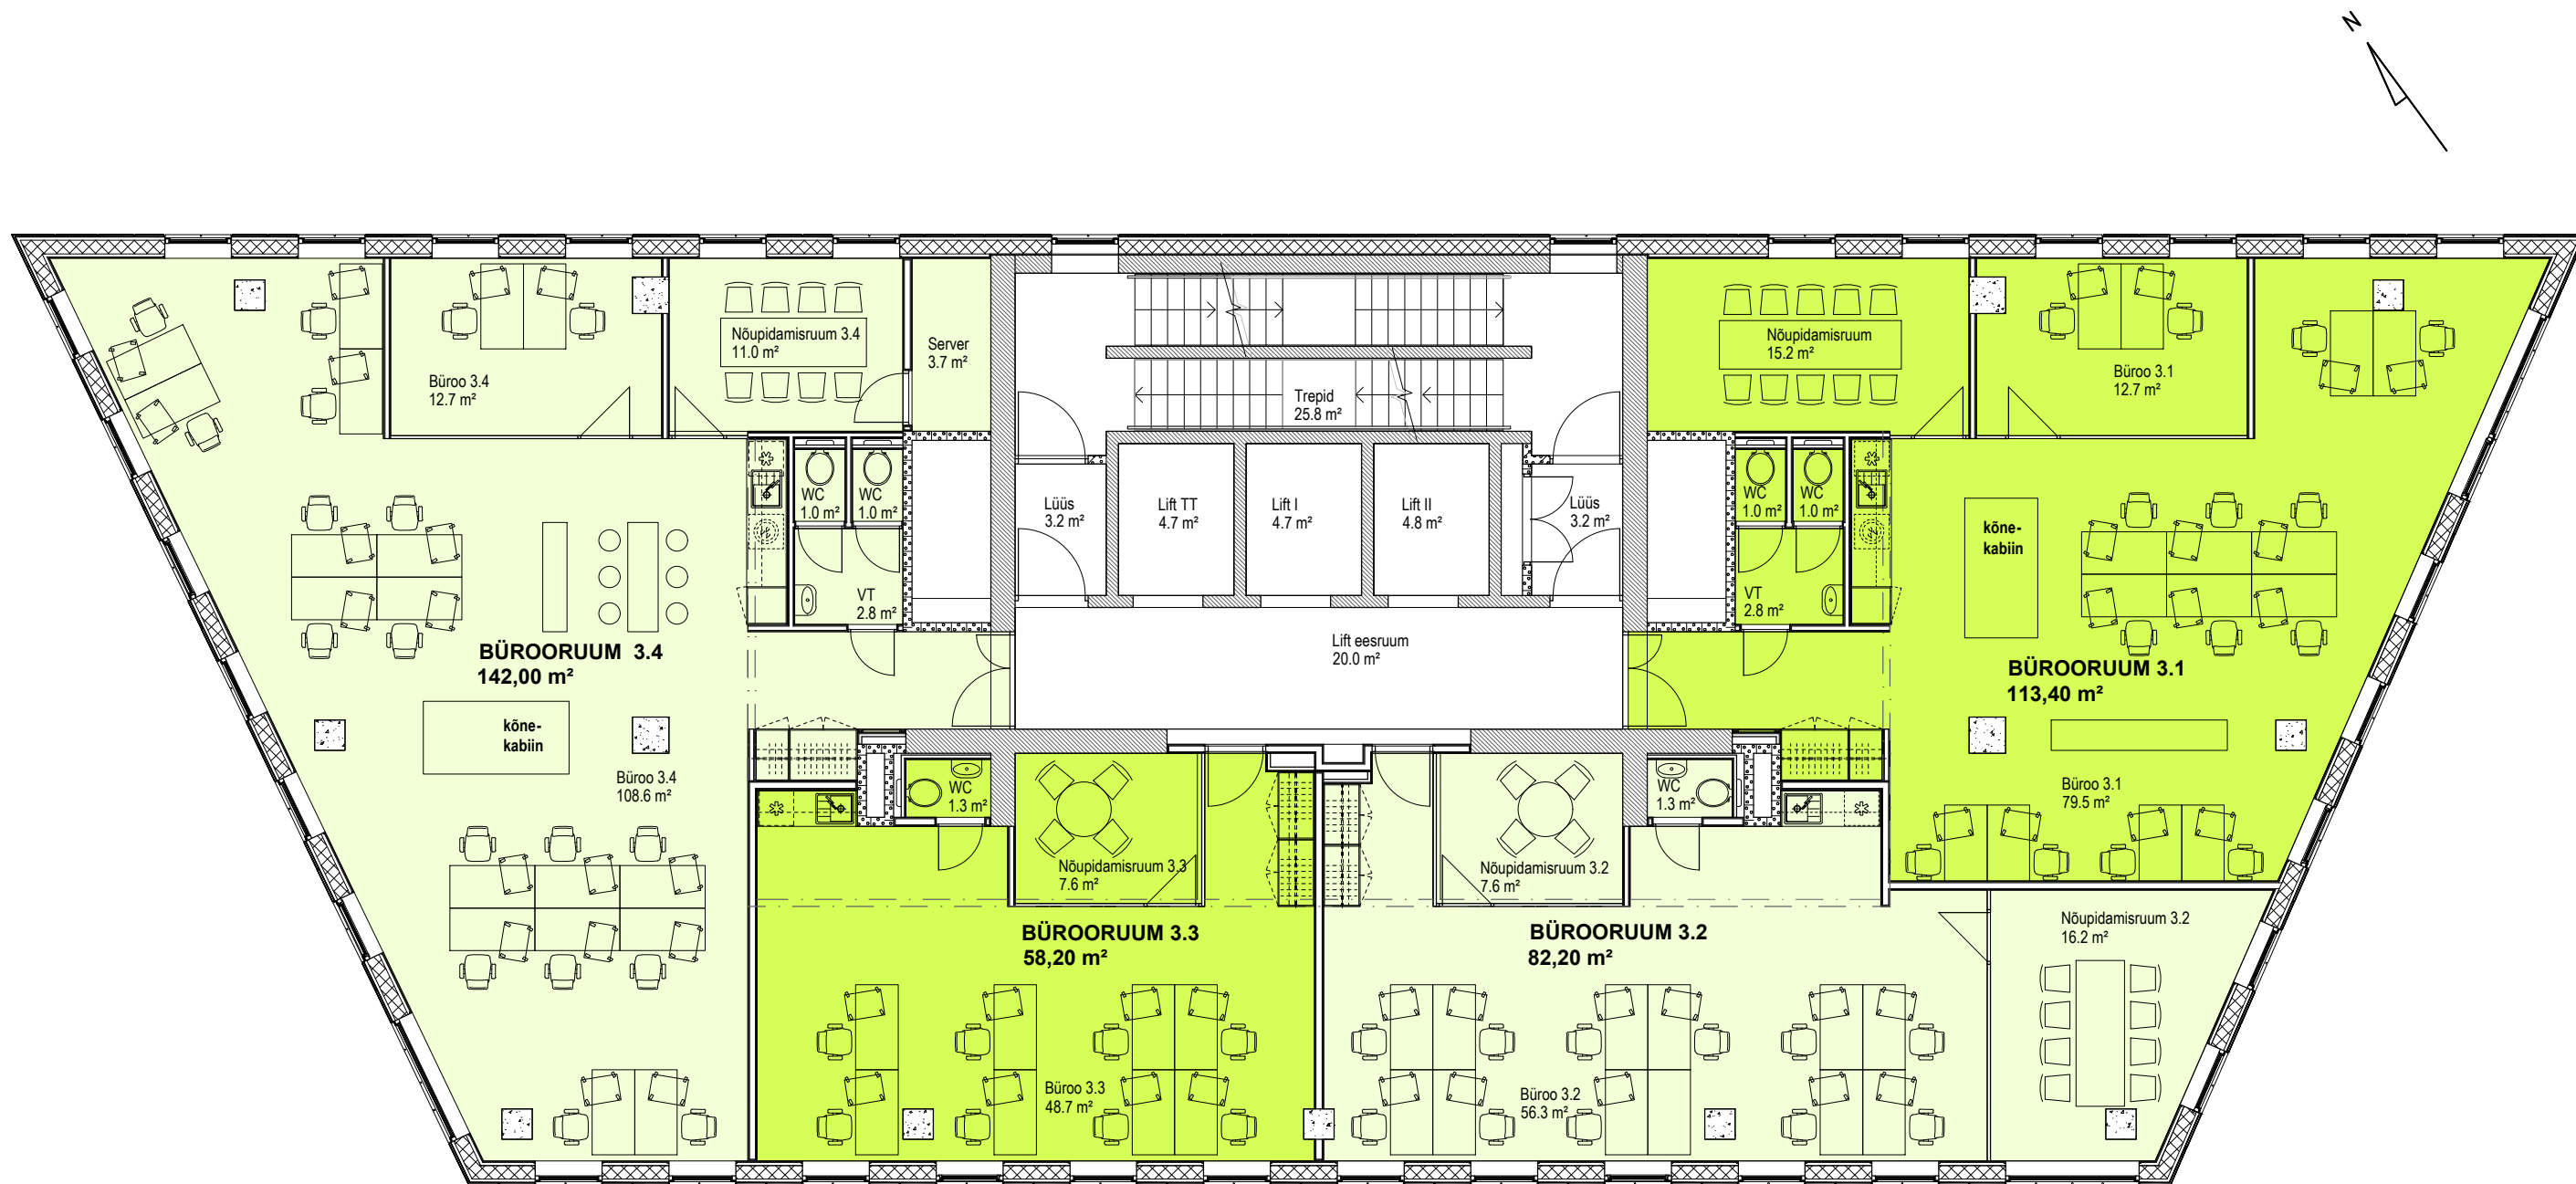 N
Nõupidamisruum 3.4
11.0 m²
Server
3.7 m²
Büroo 3.4
12.7 m²
Trepid
25.8 m²
Nõupidamisruum
15.2 m²
Büroo 3.1
12.7 m²
WC
1.0 m²
WC
1.0 m²
Lüüs
3.2 m²
Lift TT
4.7 m²
Lift I
4.7 m²
Lift II
4.8 m²
Lüüs
3.2 m²
WC
1.0 m²
WC
1.0 m²
kõne-
kabiin
VT
2.8 m²
VT
2.8 m²
BÜROORUUM 3.4
142,00 m²
Lift eesruum
20.0 m²
BÜROORUUM 3.1
113,40 m²
kõne-
kabiin
Büroo 3.4
108.6 m²
WC
1.3 m²
WC
1.3 m²
Büroo 3.1
79.5 m²
Nõupidamisruum 3.3
7.6 m²
Nõupidamisruum 3.2
7.6 m²
BÜROORUUM 3.3
58,20 m²
BÜROORUUM 3.2
82,20 m²
Nõupidamisruum 3.2
16.2 m²
Büroo 3.3
48.7 m²
Büroo 3.2
56.3 m²